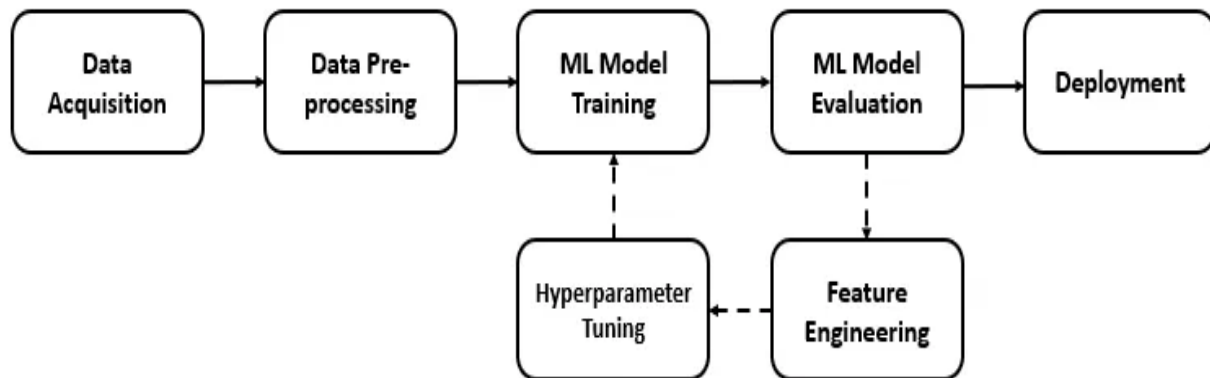 Data
Acquisition
Data Pre-
processing
ML Model
Training
ML Model
Evaluation
Deployment
Hyperparameter
Tuning
Feature
Engineering